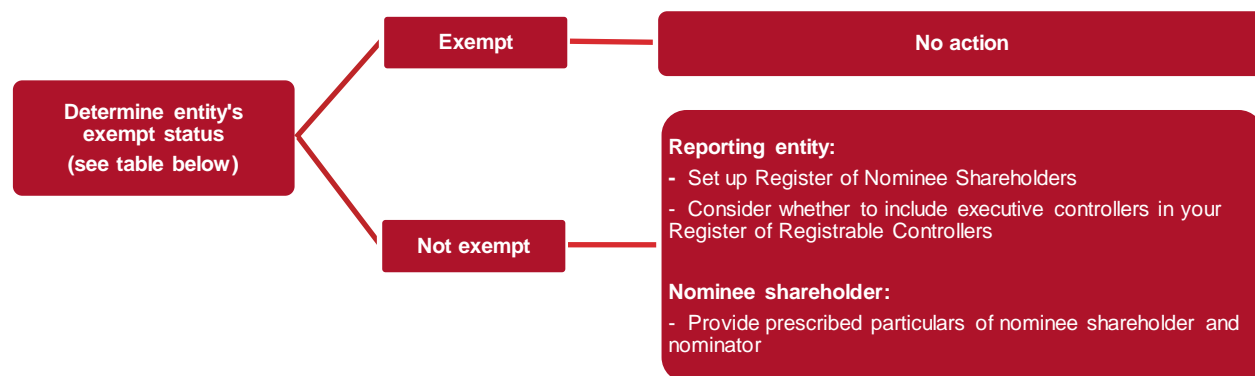 Exempt
No action
Determine entity's
exempt status
(see table below)
Reporting entity:
- Set up Register of Nominee Shareholders
- Consider whether to include executive controllers in your
Register of Registrable Controllers
Not exempt
Nominee shareholder:
- Provide prescribed particulars of nominee shareholder and
nominator